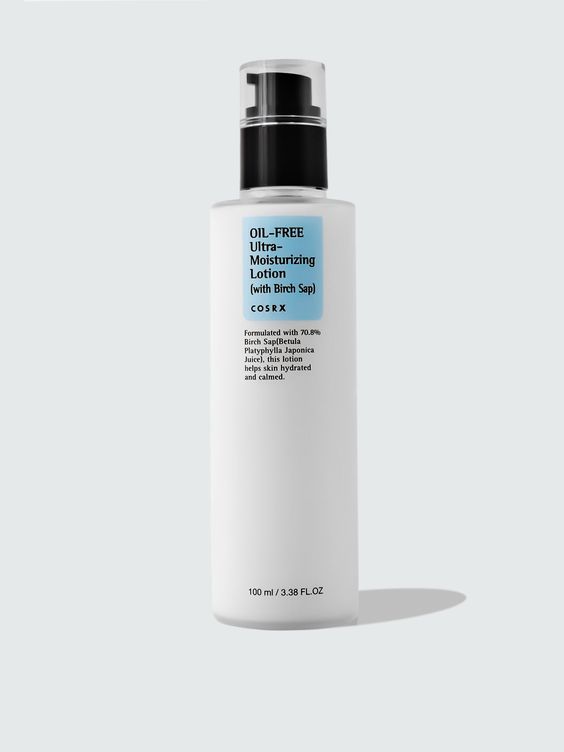 OIL-FREE
Ultra-
Moisturizing
Lotion
(with Birch Sap)
COSRX
Formulated with 70.8%
Birch Sap(Betula
Platyphylla Japonica
Juice), this lotion
helps skin hydrated
and calmed.
100 ml / 3.38 FL.OZ